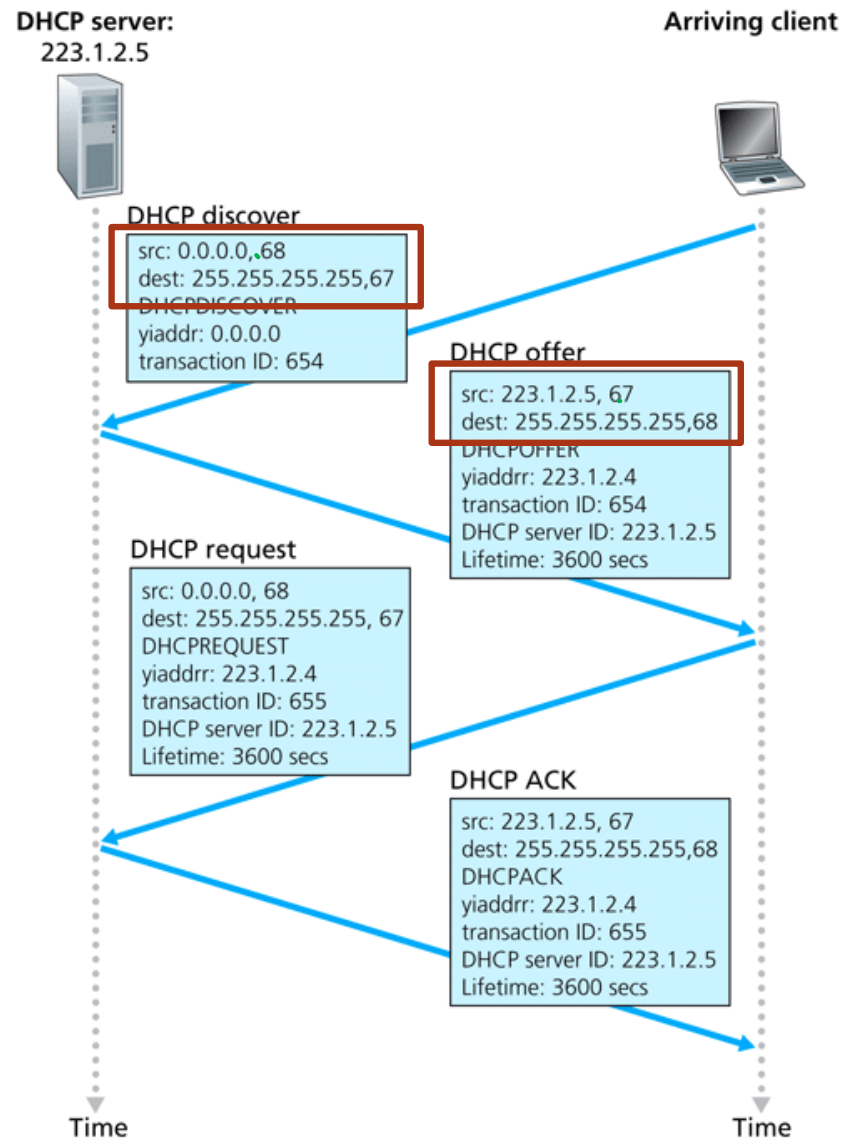 DHCP server:
223.1.2.5
Arriving client
DHCP discover
src: 0.0.0.0, 68
dest: 255.255.255.255,67
DHCPDISCOVER
yiaddr: 0.0.0.0
transaction ID: 654
DHCP offer
src: 223.1.2.5, 67
dest: 255.255.255.255,68
DHCPOFFER
yiaddrr: 223.1.2.4
transaction ID: 654
DHCP server ID: 223.1.2.5
Lifetime: 3600 secs
DHCP request
src: 0.0.0.0, 68
dest: 255.255.255.255, 67
DHCPREQUEST
yiaddrr: 223.1.2.4
transaction ID: 655
DHCP server ID: 223.1.2.5
Lifetime: 3600 secs
DHCP ACK
src: 223.1.2.5, 67
dest: 255.255.255.255,68
DHCPACK
yiaddrr: 223.1.2.4
transaction ID: 655
DHCP server ID: 223.1.2.5
Lifetime: 3600 secs
Time
Time